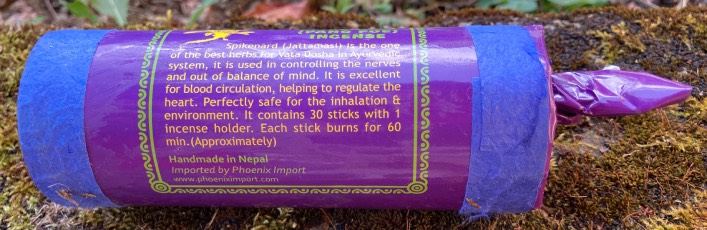 INCENSE
Spikenard (Jattamasi) is the one
of the best herbs for Vata Dosha in Ayurvedic
system, it is used in controlling the nerves
and out of balance of mind. It is excellent
for blood circulation, helping to regulate the
heart. Perfectly safe for the inhalation &
environment. It contains 30 sticks with 1
incense holder. Each stick burns for 60
min.(Approximately)
Handmade in Nepal
Imported by Phoenix Import
www.phoeniximport.com